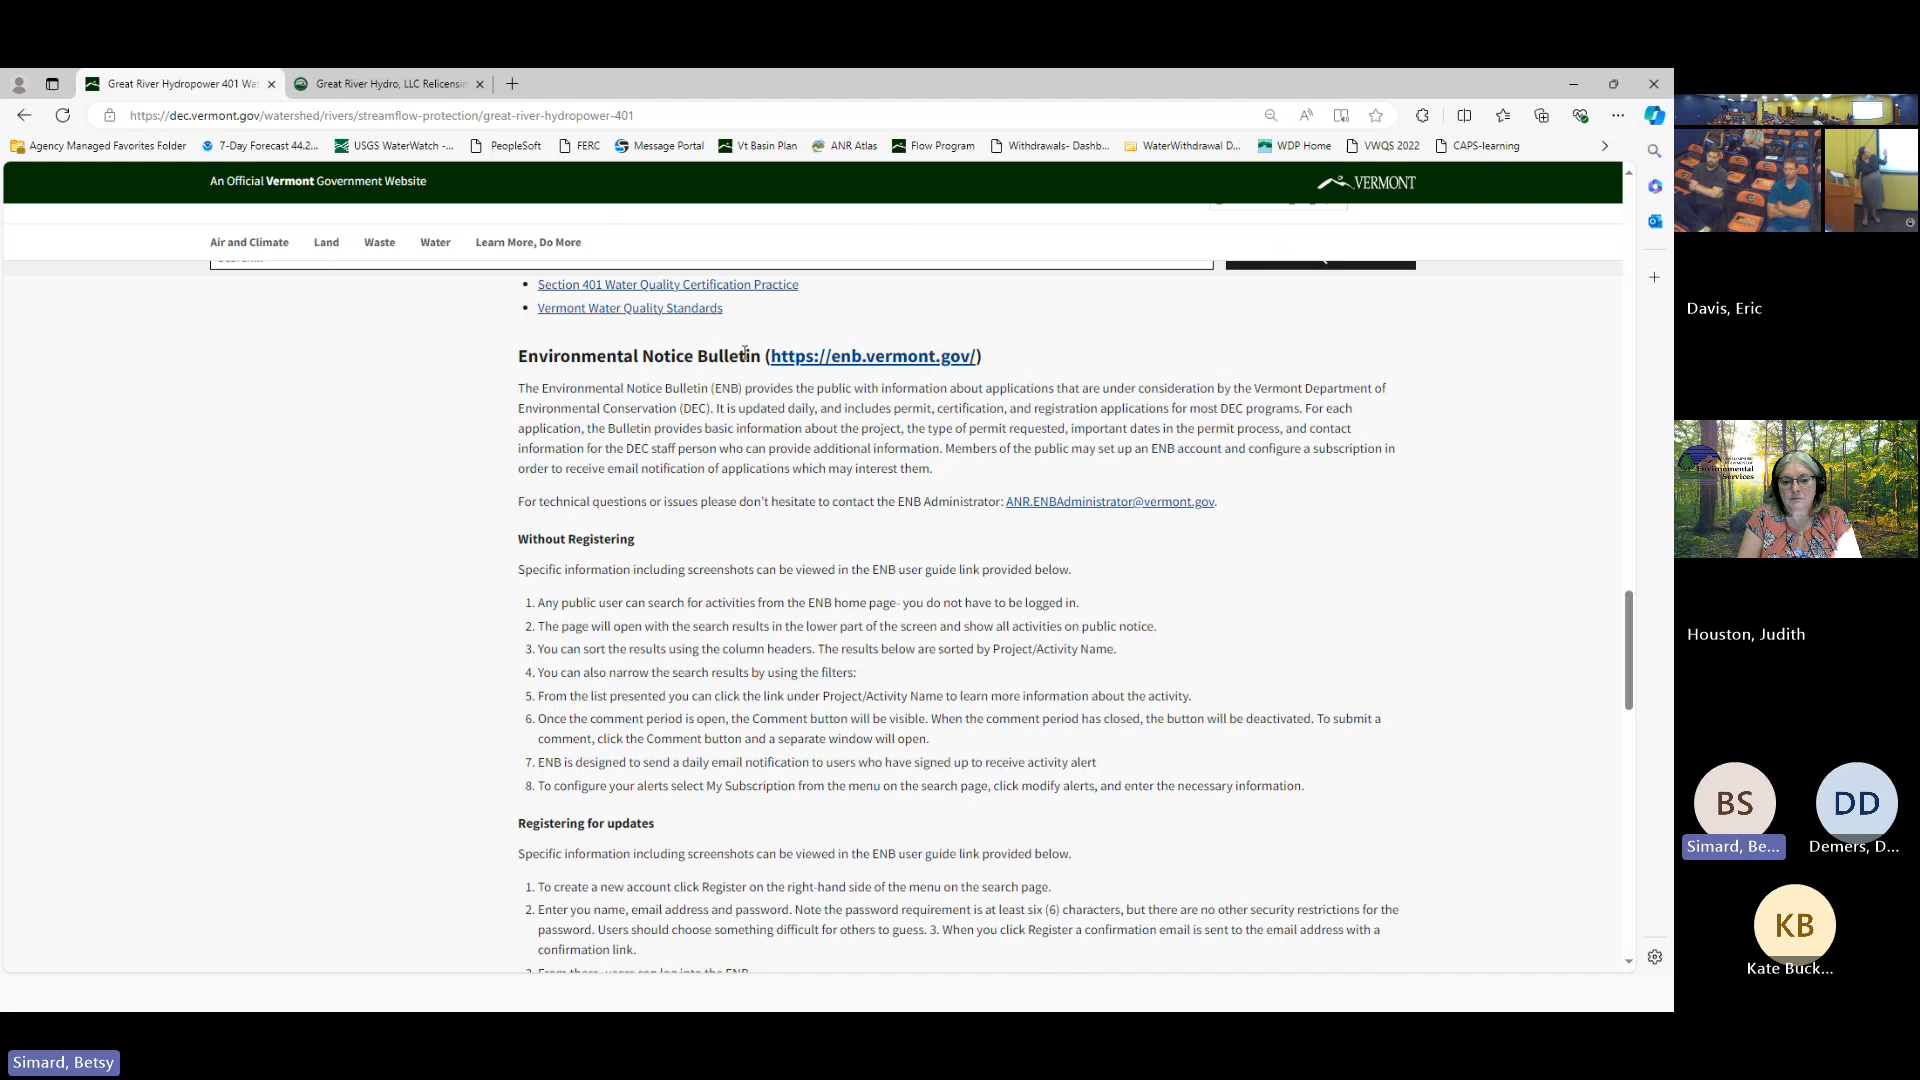 Great River Hydropower 401 Wat
Great River Hydro, LLC Relicensin
https://dec.vermont.gov/watershed/rivers/streamflow-protection/great-river-hydropower-401
Agency Managed Favorites Folder
7-Day Forecast 44.2...
USGS WaterWatch -...
PeopleSoft
FERC
Message Portal
Vt Basin Plan
ANR Atlas
Flow Program
Withdrawals- Dashb...
WaterWithdrawal D...
WDP Home
VWQS 2022
CAPS-learning
An Official Vermont Government Website
VERMONT
Air and Climate
Land
Waste
Water
Learn More, Do More
• Section 401 Water Quality Certification Practice
• Vermont Water Quality Standards
Environmental Notice Bulletin (https://enb.vermont.gov/)
The Environmental Notice Bulletin (ENB) provides the public with information about applications that are under consideration by the Vermont Department of
Environmental Conservation (DEC). It is updated daily, and includes permit, certification, and registration applications for most DEC programs. For each
application, the Bulletin provides basic information about the project, the type of permit requested, important dates in the permit process, and contact
information for the DEC staff person who can provide additional information. Members of the public may set up an ENB account and configure a subscription in
order to receive email notification of applications which may interest them.
For technical questions or issues please don't hesitate to contact the ENB Administrator: ANR.ENBAdministrator@vermont.gov.
Without Registering
Specific information including screenshots can be viewed in the ENB user guide link provided below.
1. Any public user can search for activities from the ENB home page- you do not have to be logged in.
2. The page will open with the search results in the lower part of the screen and show all activities on public notice.
3. You can sort the results using the column headers. The results below are sorted by Project/Activity Name.
4. You can also narrow the search results by using the filters:
5. From the list presented you can click the link under Project/Activity Name to learn more information about the activity.
6. Once the comment period is open, the Comment button will be visible. When the comment period has closed, the button will be deactivated. To submit a
comment, click the Comment button and a separate window will open.
7. ENB is designed to send a daily email notification to users who have signed up to receive activity alert
8. To configure your alerts select My Subscription from the menu on the search page, click modify alerts, and enter the necessary information.
Registering for updates
Specific information including screenshots can be viewed in the ENB user guide link provided below.
1. To create a new account click Register on the right-hand side of the menu on the search page.
2. Enter you name, email address and password. Note the password requirement is at least six (6) characters, but there are no other security restrictions for the
password. Users should choose something difficult for others to guess. 3. When you click Register a confirmation email is sent to the email address with a
confirmation link.
3. From there, users can log into the ENB
Davis, Eric
Environmental
Services
Houston, Judith
BS
Simard, Be...
DD
Demers, D...
KB
Kate Buck...
Simard, Betsy